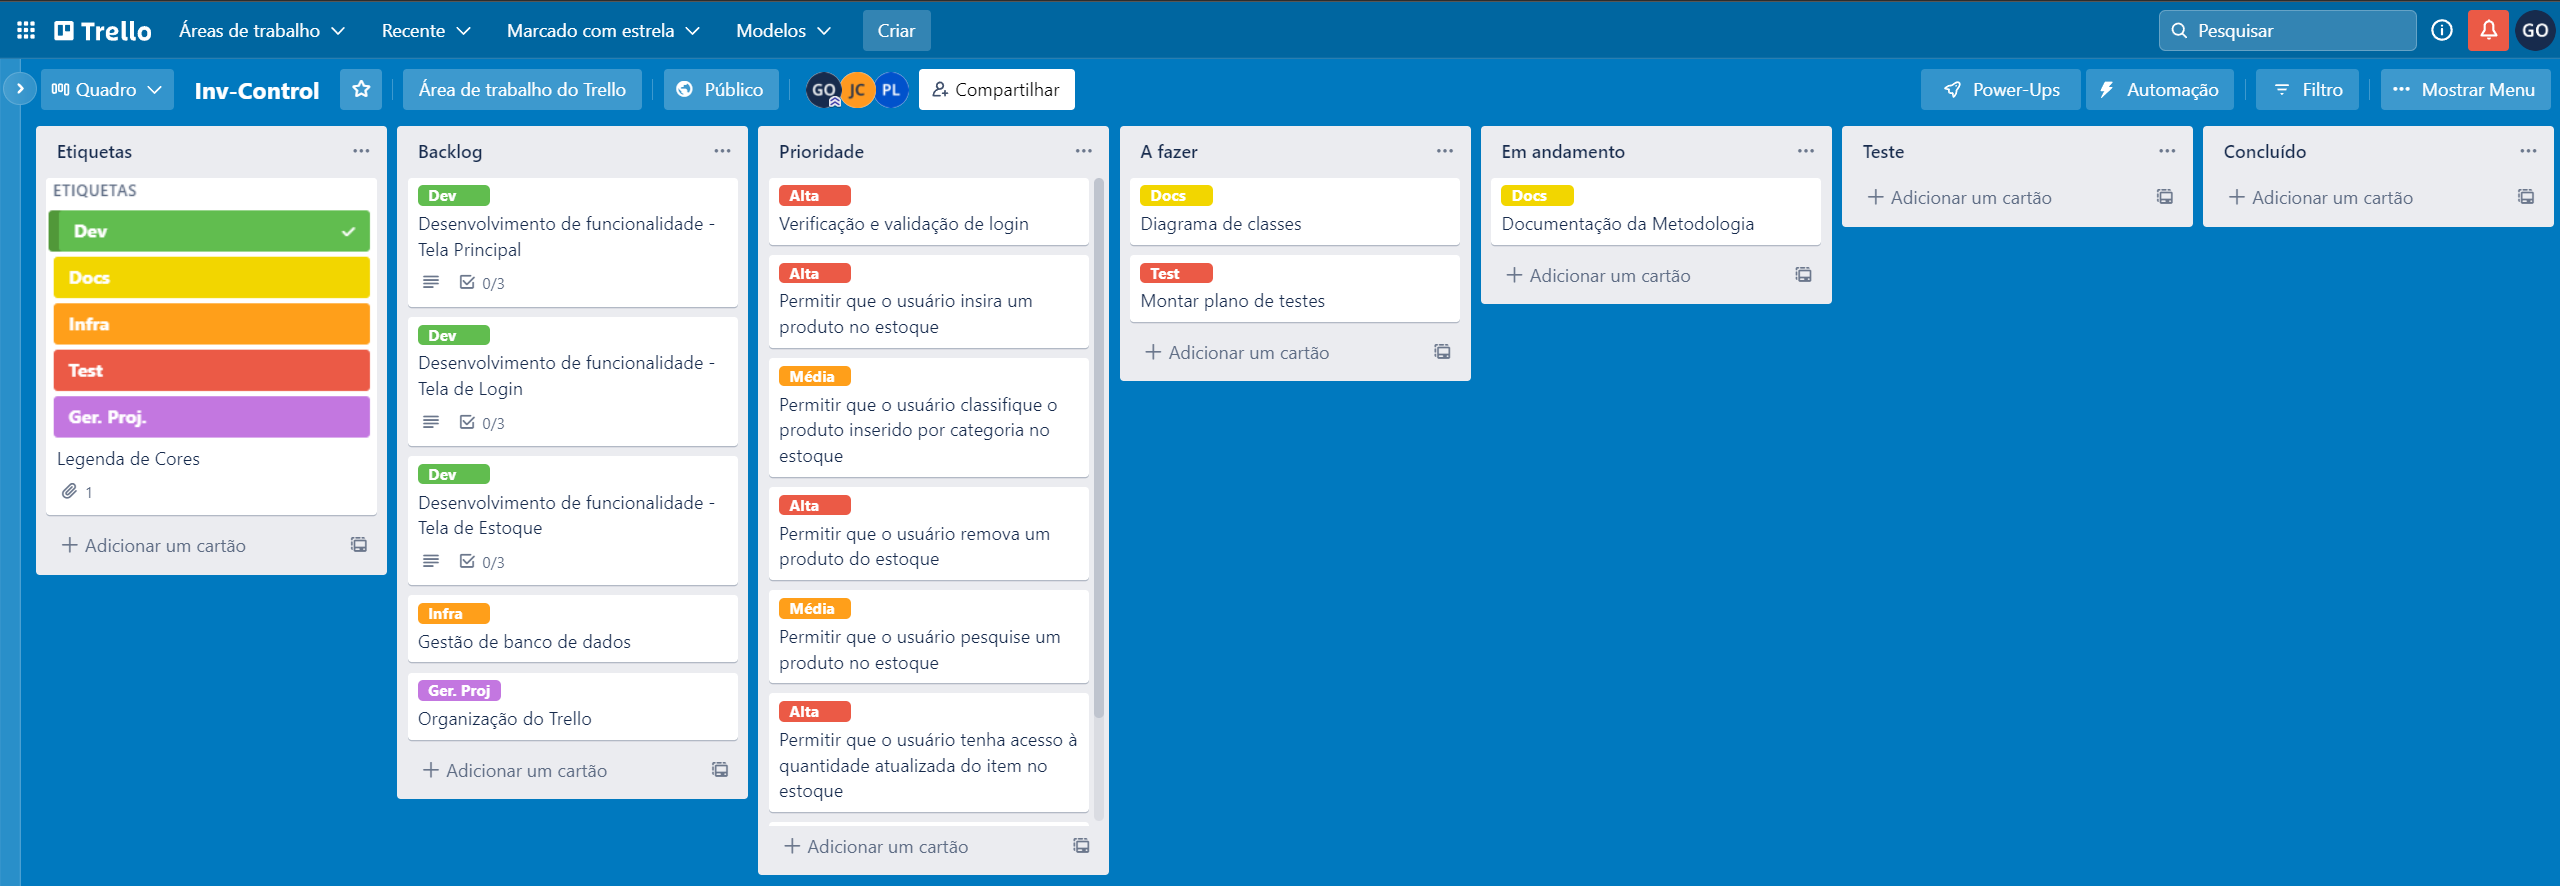 Trello
Áreas de trabalho
Recente
Marcado com estrela
Modelos
Criar
Pesquisar
GO
Quadro
Inv-Control
Área de trabalho do Trello
Público
GO
JC
PL
Compartilhar
Power-Ups
Automação
Filtro
Mostrar Menu
Etiquetas
ETIQUETAS
Dev
Docs
Infra
Test
Ger. Proj.
Legenda de Cores
1
Adicionar um cartão
Backlog
Dev
Desenvolvimento de funcionalidade -
Tela Principal
0/3
Dev
Desenvolvimento de funcionalidade -
Tela de Login
0/3
Dev
Desenvolvimento de funcionalidade -
Tela de Estoque
0/3
Infra
Gestão de banco de dados
Ger. Proj
Organização do Trello
Adicionar um cartão
Prioridade
Alta
Verificação e validação de login
Alta
Permitir que o usuário insira um
produto no estoque
Média
Permitir que o usuário classifique o
produto inserido por categoria no
estoque
Alta
Permitir que o usuário remova um
produto do estoque
Média
Permitir que o usuário pesquise um
produto no estoque
Alta
Permitir que o usuário tenha acesso à
quantidade atualizada do item no
estoque
Adicionar um cartão
A fazer
Docs
Diagrama de classes
Test
Montar plano de testes
Adicionar um cartão
Em andamento
Docs
Documentação da Metodologia
Adicionar um cartão
Teste
Adicionar um cartão
Concluído
Adicionar um cartão